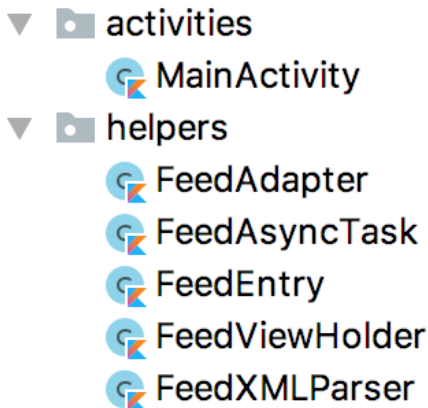 activities
MainActivity
helpers
FeedAdapter
FeedAsyncTask
FeedEntry
FeedViewHolder
FeedXMLParser